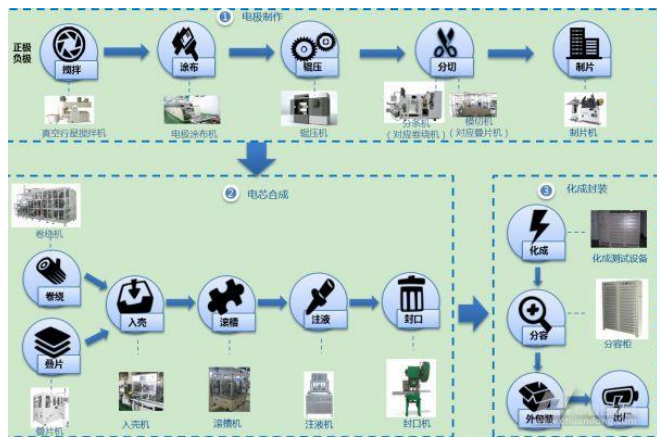 ① 电极制作
正极
负极
搅拌
涂布
辊压
分切
制片
真空行星搅拌机
电极涂布机
辊压机
分条机
(对应卷绕机)
模切机
(对应叠片机)
制片机
② 电芯合成
卷绕机
卷绕
叠片
叠片机
入壳
滚槽
注液
封口
入壳机
滚槽机
注液机
封口机
③ 化成封装
化成
化成测试设备
分容
分容柜
外包装
出厂